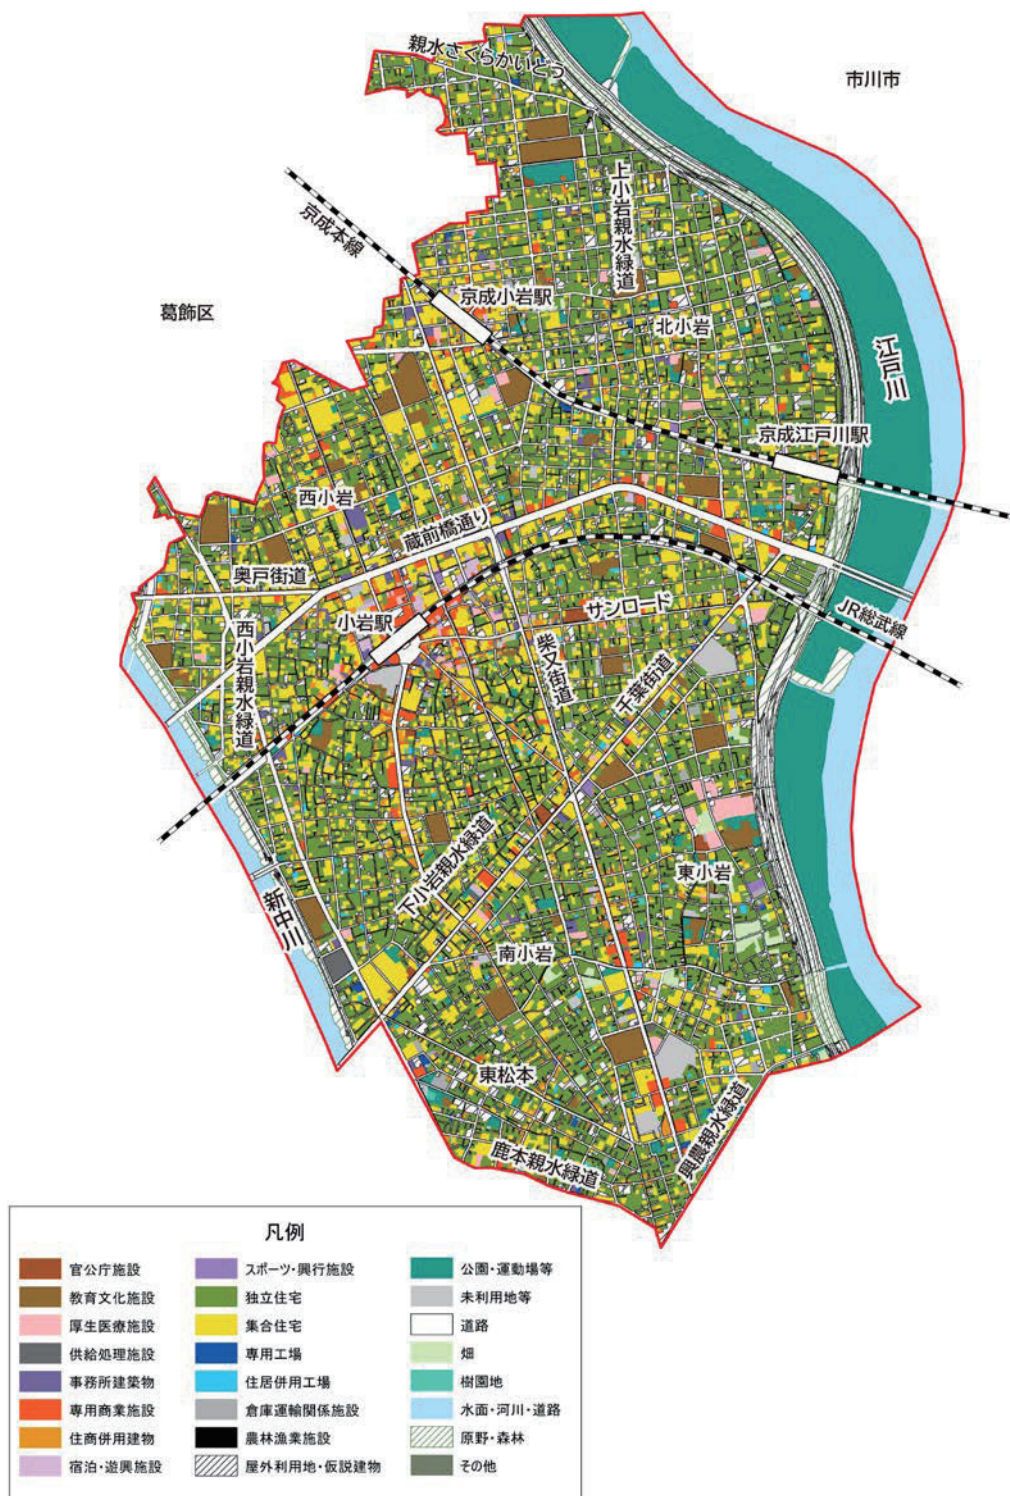 親水さくらかいどう
市川市
上小岩親水緑道
京成本線
京成小岩駅
葛飾区
北小岩
江戸川
京成江戸川駅
西小岩
蔵前橋通り
奥戸街道
小岩駅
サンロード
JR総武線
西小岩親水緑道
柴又街道
千葉街道
下小岩親水緑道
東小岩
新中川
南小岩
東松本
興農親水緑道
鹿本親水緑道
凡例
官公庁施設
教育文化施設
厚生医療施設
供給処理施設
事務所建築物
専用商業施設
住商併用建物
宿泊・遊興施設
スポーツ・興行施設
独立住宅
集合住宅
専用工場
住居併用工場
倉庫運輸関係施設
農林漁業施設
屋外利用地・仮説建物
公園・運動場等
未利用地等
道路
畑
樹園地
水面・河川・道路
原野・森林
その他